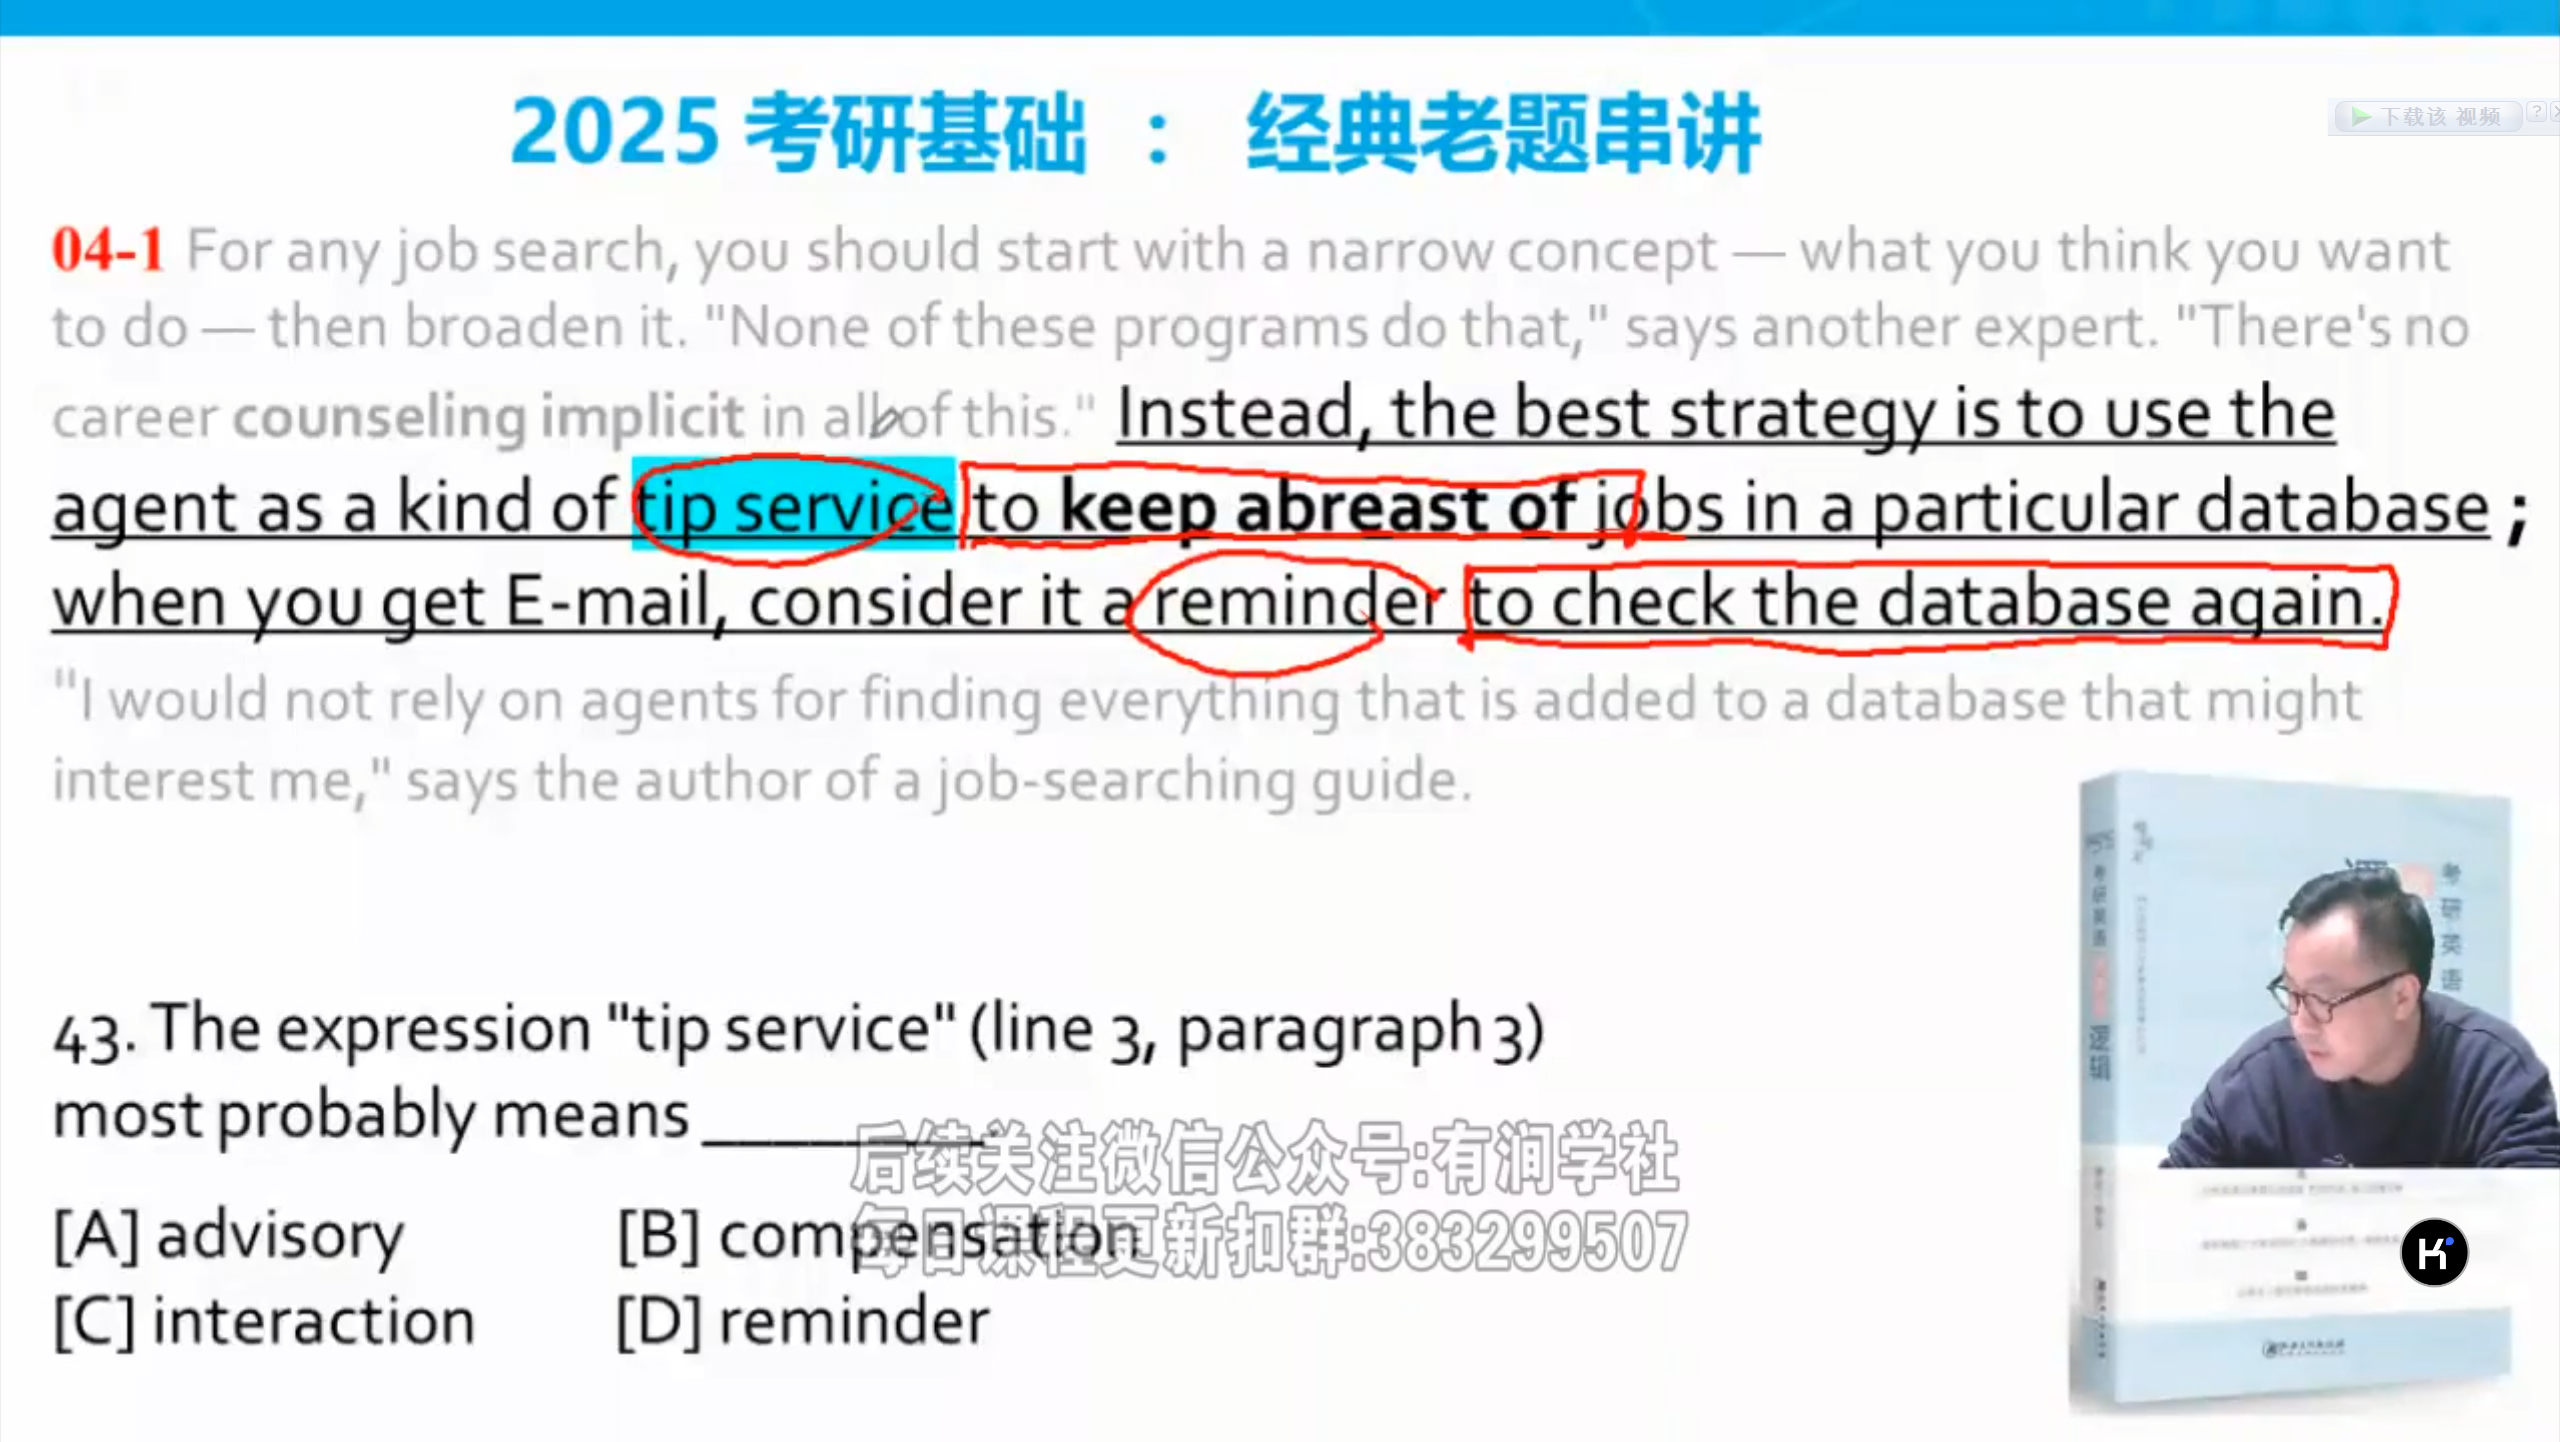 2025 考研基础 ： 经典老题串讲
下载该 视频
04-1 For any job search, you should start with a narrow concept — what you think you want
to do — then broaden it. "None of these programs do that," says another expert. "There's no
career counseling implicit in all of this." Instead, the best strategy is to use the
agent as a kind of tip service to keep abreast of jobs in a particular database ;
when you get E-mail, consider it a reminder to check the database again.
"I would not rely on agents for finding everything that is added to a database that might
interest me," says the author of a job-searching guide.
43. The expression "tip service" (line 3, paragraph 3)
most probably means ________.
后续关注微信公众号:有润学社
每日课程更新扣群:383299507
[A] advisory [B] compensation
[C] interaction [D] reminder
考研英语
逻辑
K